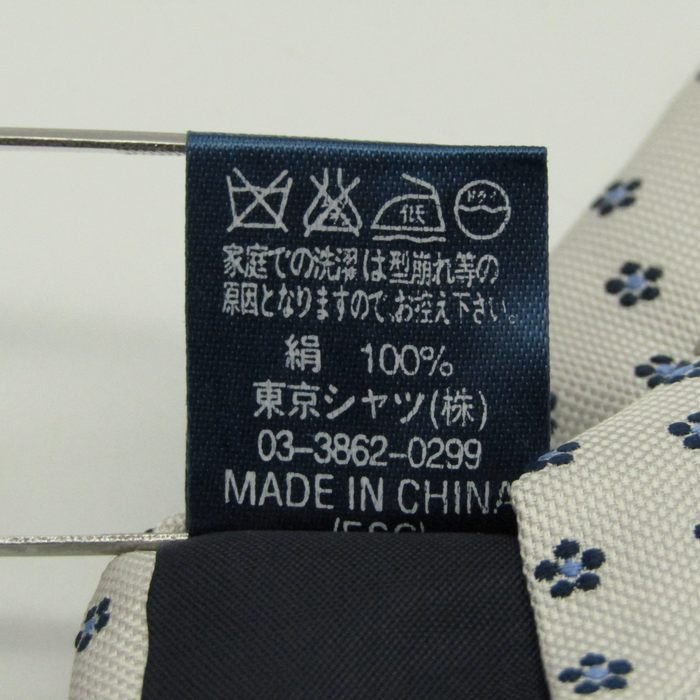 低 ドライ
家庭での洗濯は型崩れ等の
原因となりますので、お控え下さい。
絹 100%
東京シャツ(株)
03-3862-0299
MADE IN CHINA